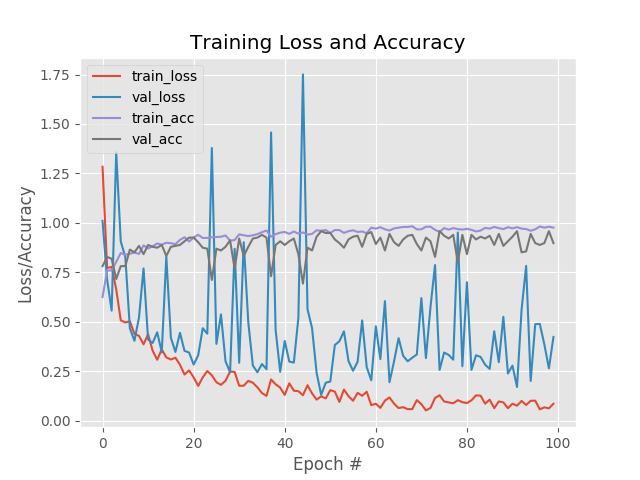 Training Loss and Accuracy
train_loss
val_loss
train_acc
val_acc
1.75
1.50
1.25
1.00
0.75
0.50
0.25
0.00
Loss/Accuracy
0 20 40 60 80 100
Epoch #